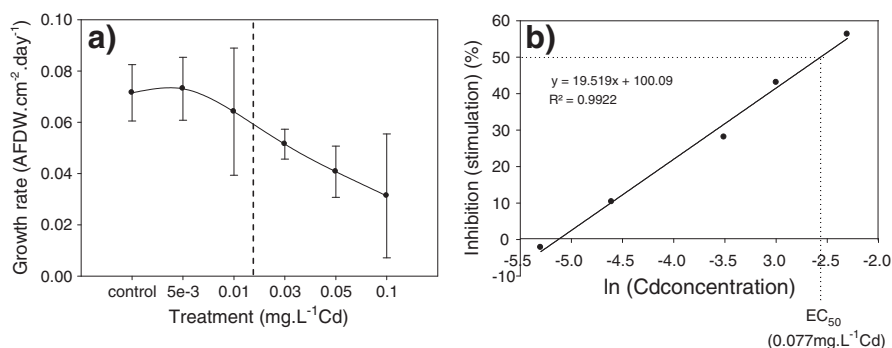 a)
Growth rate (AFDW.cm⁻².day⁻¹)
0.10
0.08
0.06
0.04
0.02
0.00
control 5e-3 0.01 0.03 0.05 0.1
Treatment (mg.L⁻¹Cd)
b)
Inhibition (stimulation) (%)
60
50
40
30
20
10
0
-10
y = 19.519x + 100.09
R² = 0.9922
-5.5 -5.0 -4.5 -4.0 -3.5 -3.0 -2.5 -2.0
ln (Cdconcentration)
EC₅₀
(0.077mg.L⁻¹Cd)